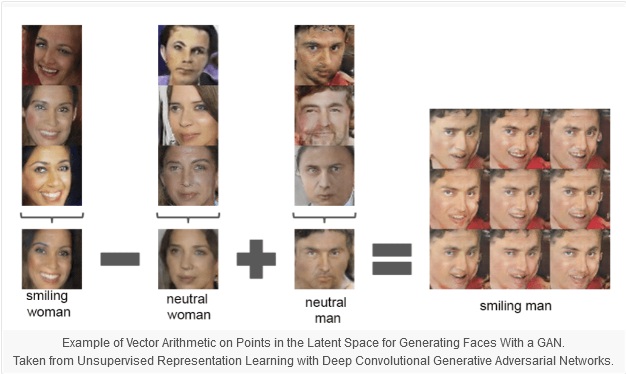 smiling
woman
neutral
woman
neutral
man
smiling man
Example of Vector Arithmetic on Points in the Latent Space for Generating Faces With a GAN.
Taken from Unsupervised Representation Learning with Deep Convolutional Generative Adversarial Networks.